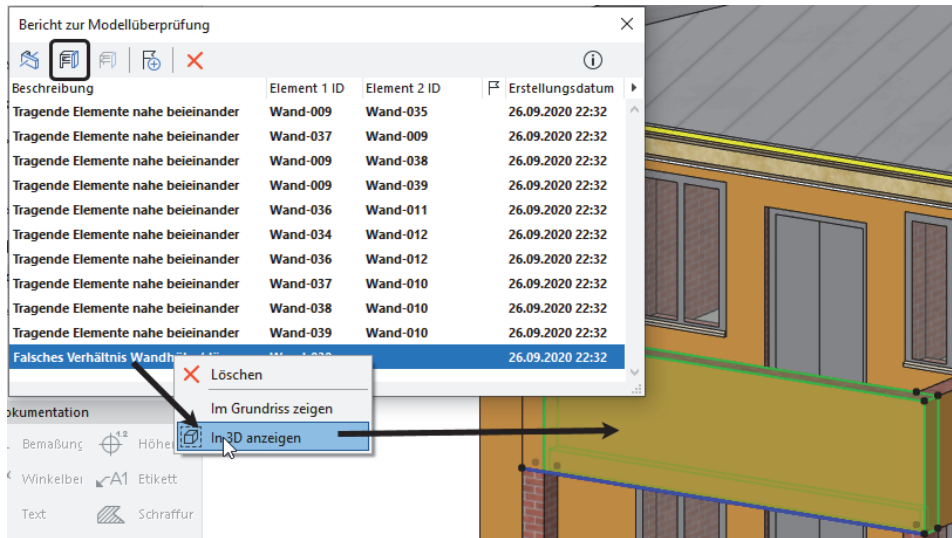 Bericht zur Modellüberprüfung
Beschreibung Element 1 ID Element 2 ID Erstellungsdatum
Tragende Elemente nahe beieinander Wand-009 Wand-035 26.09.2020 22:32
Tragende Elemente nahe beieinander Wand-037 Wand-009 26.09.2020 22:32
Tragende Elemente nahe beieinander Wand-009 Wand-038 26.09.2020 22:32
Tragende Elemente nahe beieinander Wand-009 Wand-039 26.09.2020 22:32
Tragende Elemente nahe beieinander Wand-036 Wand-011 26.09.2020 22:32
Tragende Elemente nahe beieinander Wand-034 Wand-012 26.09.2020 22:32
Tragende Elemente nahe beieinander Wand-036 Wand-012 26.09.2020 22:32
Tragende Elemente nahe beieinander Wand-037 Wand-010 26.09.2020 22:32
Tragende Elemente nahe beieinander Wand-038 Wand-010 26.09.2020 22:32
Tragende Elemente nahe beieinander Wand-039 Wand-010 26.09.2020 22:32
Falsches Verhältnis 26.09.2020 22:32
Löschen
Im Grundriss zeigen
In 3D anzeigen
okumentation
Bemaßung 1.2 Höhe
Winkelbe A1 Etikett
Text Schraffur